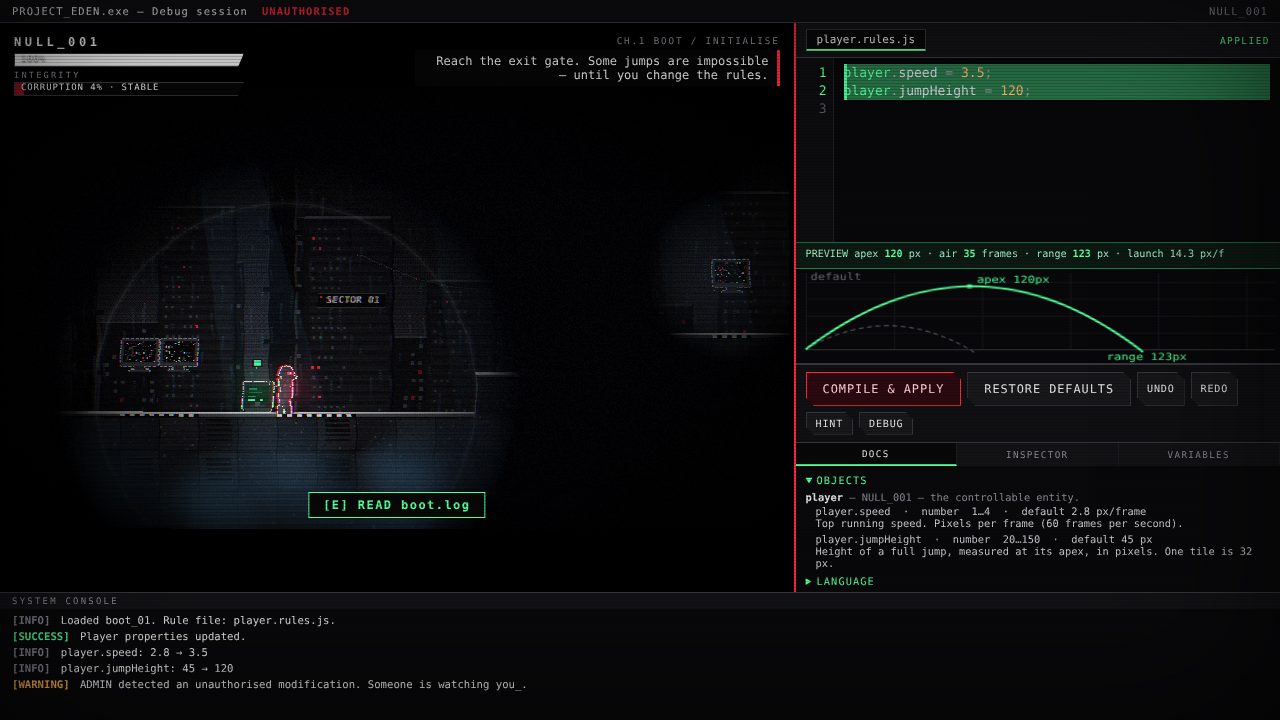 PROJECT_EDEN.exe — Debug session UNAUTHORISED
NULL_001
NULL_001
100%
INTEGRITY
CORRUPTION 4% · STABLE
CH.1 BOOT / INITIALISE
Reach the exit gate. Some jumps are impossible
— until you change the rules.
SECTOR 01
[E] READ boot.log
player.rules.js
APPLIED
1 player.speed = 3.5;
2 player.jumpHeight = 120;
3
PREVIEW apex 120 px · air 35 frames · range 123 px · launch 14.3 px/f
default
apex 120px
range 123px
COMPILE & APPLY
RESTORE DEFAULTS
UNDO
REDO
HINT
DEBUG
DOCS
INSPECTOR
VARIABLES
▼ OBJECTS
player — NULL_001 — the controllable entity.
player.speed · number 1…4 · default 2.8 px/frame
Top running speed. Pixels per frame (60 frames per second).
player.jumpHeight · number 20…150 · default 45 px
Height of a full jump, measured at its apex, in pixels. One tile is 32
px.
▶ LANGUAGE
SYSTEM CONSOLE
[INFO] Loaded boot_01. Rule file: player.rules.js.
[SUCCESS] Player properties updated.
[INFO] player.speed: 2.8 → 3.5
[INFO] player.jumpHeight: 45 → 120
[WARNING] ADMIN detected an unauthorised modification. Someone is watching you_.